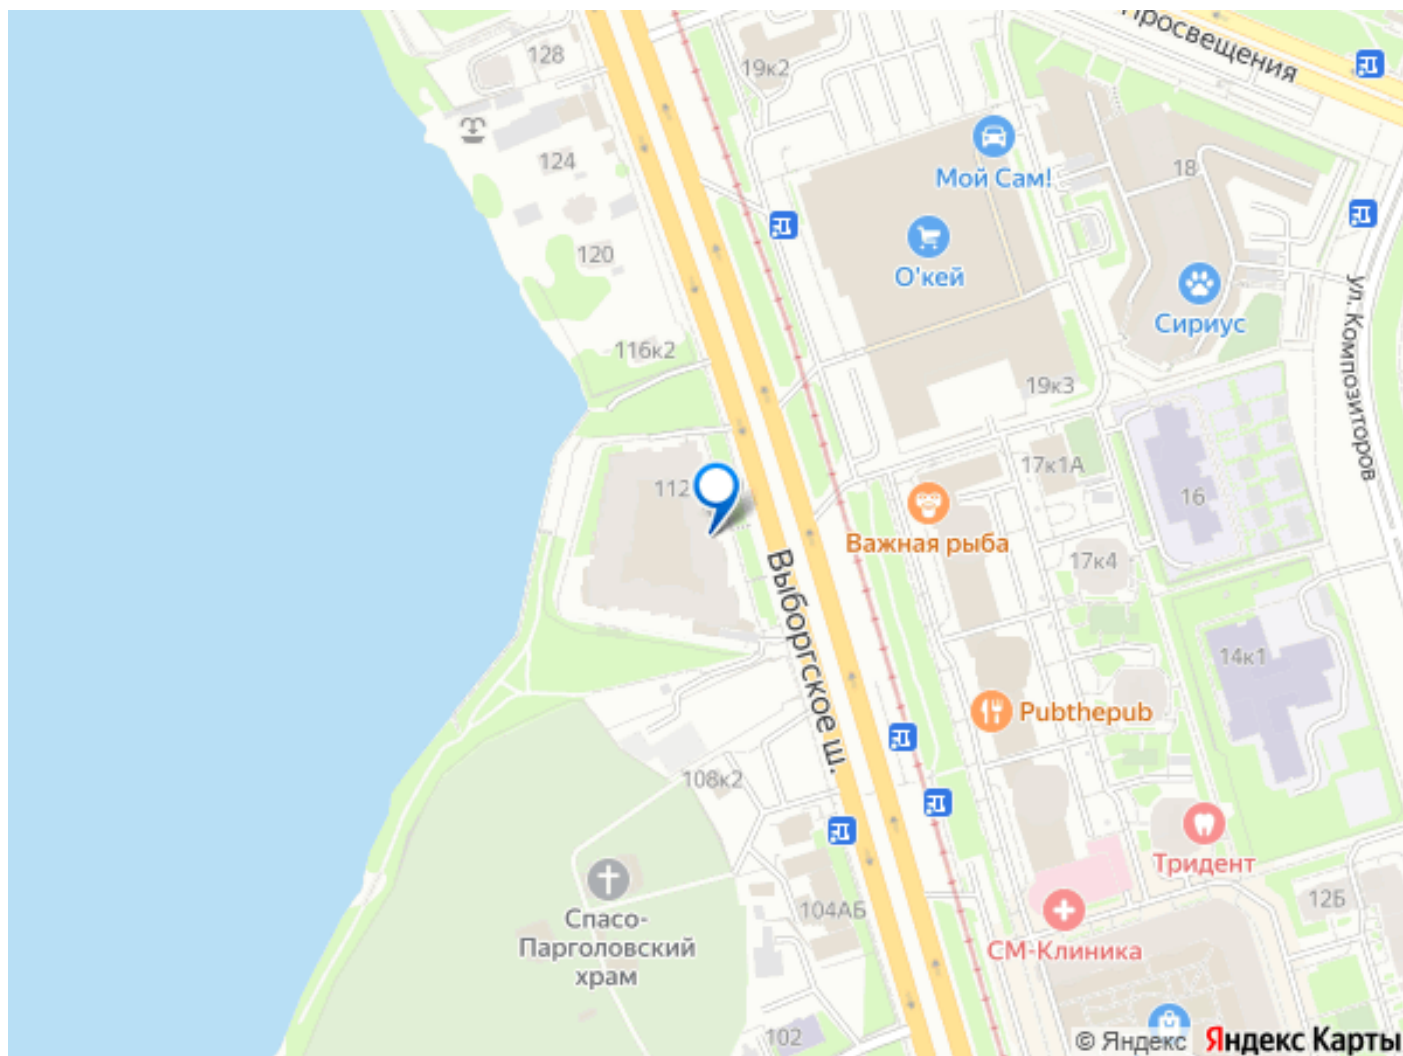 Просвещения
128
19к2
Мой Сам!
124
18
120
О'кей
Сириус
116к2
ул. Композиторов
19к3
17к1А
112
16
Важная рыба
17к4
Выборгское ш.
14к1
Pubthepub
108к2
Тридент
104АБ
12Б
Спасо-
Парголовский
храм
СМ-Клиника
102
© Яндекс Яндекс Карты